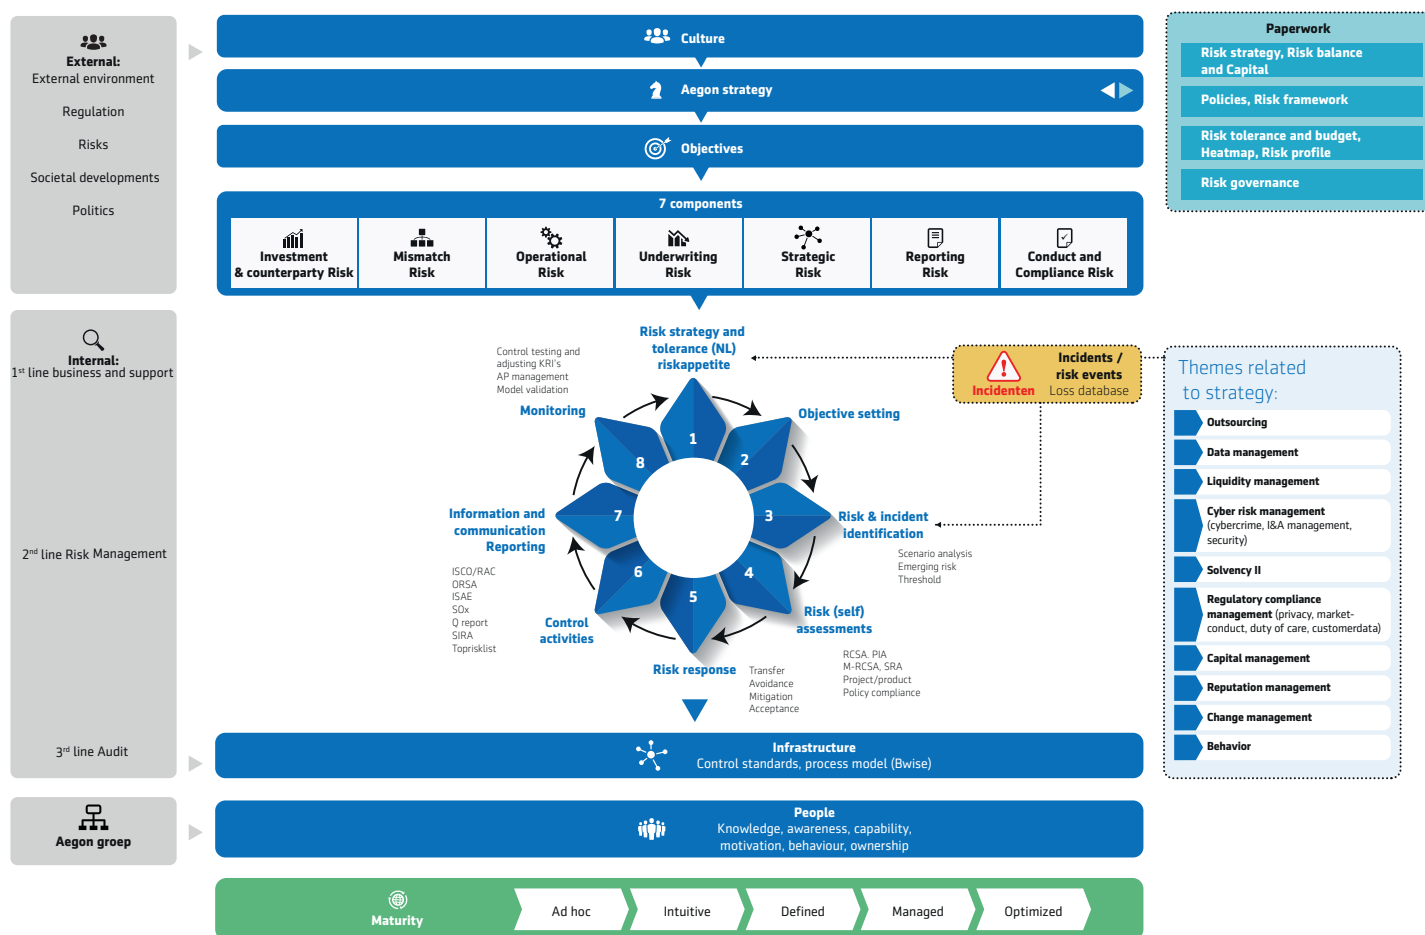 External:
External environment
Regulation
Risks
Societal developments
Politics
Culture
Aegon strategy
Objectives
7 components
Investment
& counterparty Risk
Mismatch
Risk
Operational
Risk
Underwriting
Risk
Strategic
Risk
Reporting
Risk
Conduct and
Compliance Risk
Paperwork
Risk strategy, Risk balance
and Capital
Policies, Risk framework
Risk tolerance and budget,
Heatmap, Risk profile
Risk governance
Internal:
1st line business and support
2nd line Risk Management
3rd line Audit
Risk strategy and
tolerance (NL)
riskappetite
Control testing and
adjusting KRI's
AP management
Model validation
Monitoring
Objective setting
Incidenten
Incidents /
risk events
Loss database
1
2
3
4
5
6
7
8
Risk & incident
identification
Scenario analysis
Emerging risk
Threshold
Risk (self)
assessments
RCSA. PIA
M-RCSA, SRA
Project/product
Policy compliance
Risk response
Transfer
Avoidance
Mitigation
Acceptance
Control
activities
Information and
communication
Reporting
ISCO/RAC
ORSA
ISAE
SOx
Q report
SIRA
Toprisklist
Themes related
to strategy:
Outsourcing
Data management
Liquidity management
Cyber risk management
(cybercrime, I&A management,
security)
Solvency II
Regulatory compliance
management (privacy, market-
conduct, duty of care, customerdata)
Capital management
Reputation management
Change management
Behavior
Infrastructure
Control standards, process model (Bwise)
Aegon groep
People
Knowledge, awareness, capability,
motivation, behaviour, ownership
Maturity
Ad hoc
Intuitive
Defined
Managed
Optimized